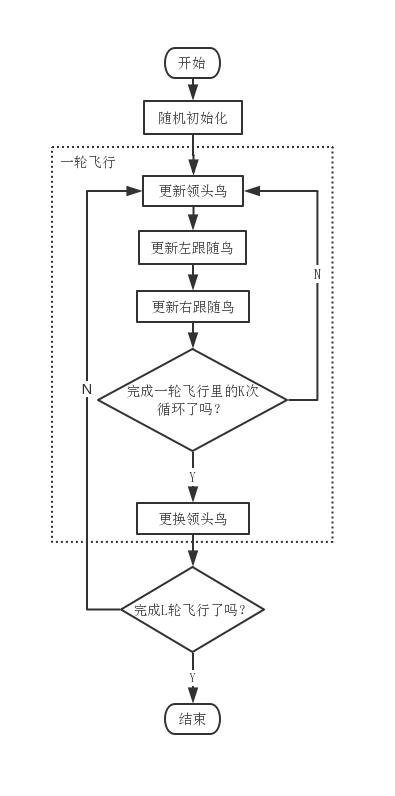 开始
随机初始化
一轮飞行
更新领头鸟
更新左跟随鸟
N
更新右跟随鸟
N
完成一轮飞行里的K次
循环了吗？
Y
更换领头鸟
完成L轮飞行了吗？
Y
结束